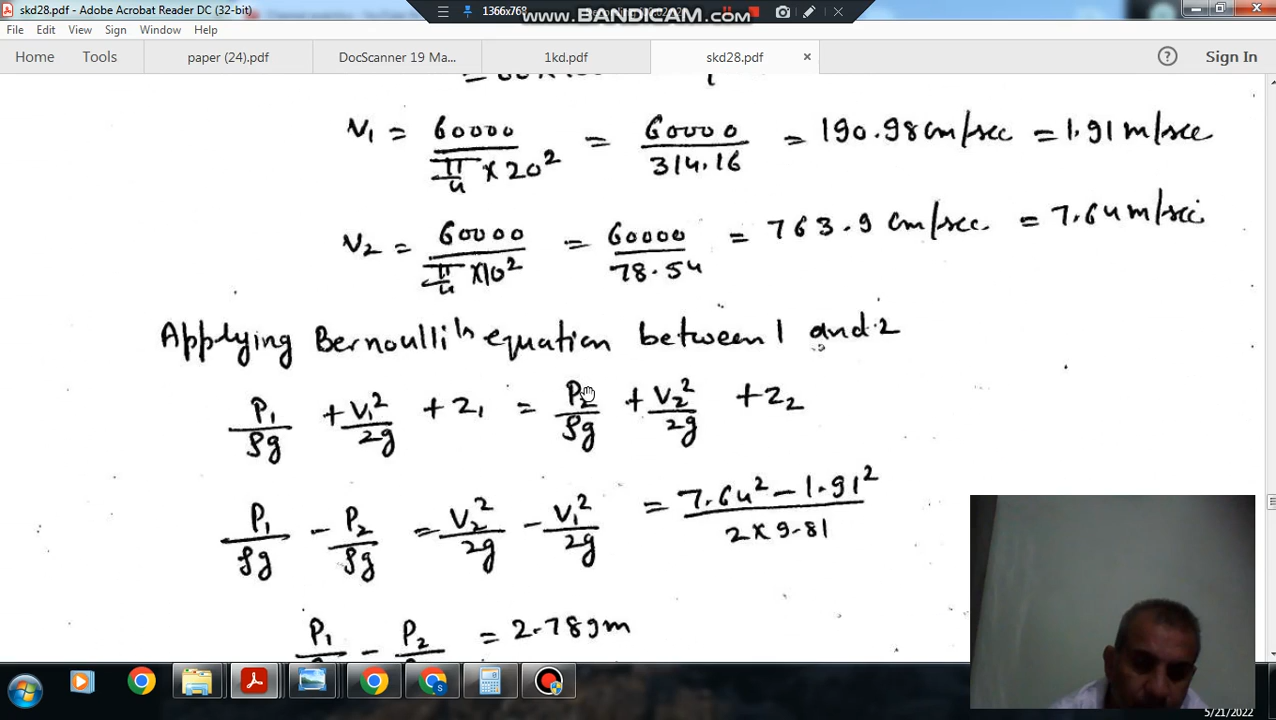 skd28.pdf - Adobe Acrobat Reader DC (32-bit)
1366x768
www.BANDICAM.com
File Edit View Sign Window Help
Home Tools paper (24).pdf DocScanner 19 Ma... 1kd.pdf skd28.pdf × ? Sign In
V1 = 60000 / (π/4 × 20²) = 60000 / 314.16 = 190.98 cm/sec = 1.91 m/sec
V2 = 60000 / (π/4 × 10²) = 60000 / 78.54 = 763.9 cm/sec. = 7.64 m/sec
Applying Bernoulli's equation between 1 and 2
P1/ρg + V1²/2g + Z1 = P2/ρg + V2²/2g + Z2
P1/ρg - P2/ρg = V2²/2g - V1²/2g = (7.64² - 1.91²) / (2 × 9.81)
P1 - P2 = 2.789m
5/21/2022